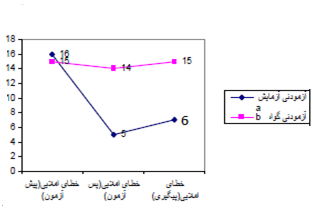 18
16
14
12
10
8
6
4
2
0
16
15
14
15
5
6
خطای املایی(پیش آزمون)
خطای املایی(پس آزمون)
خطای
املایی(پیگیری)
آزمودنی آزمایش
a
آزمودنی گواه b